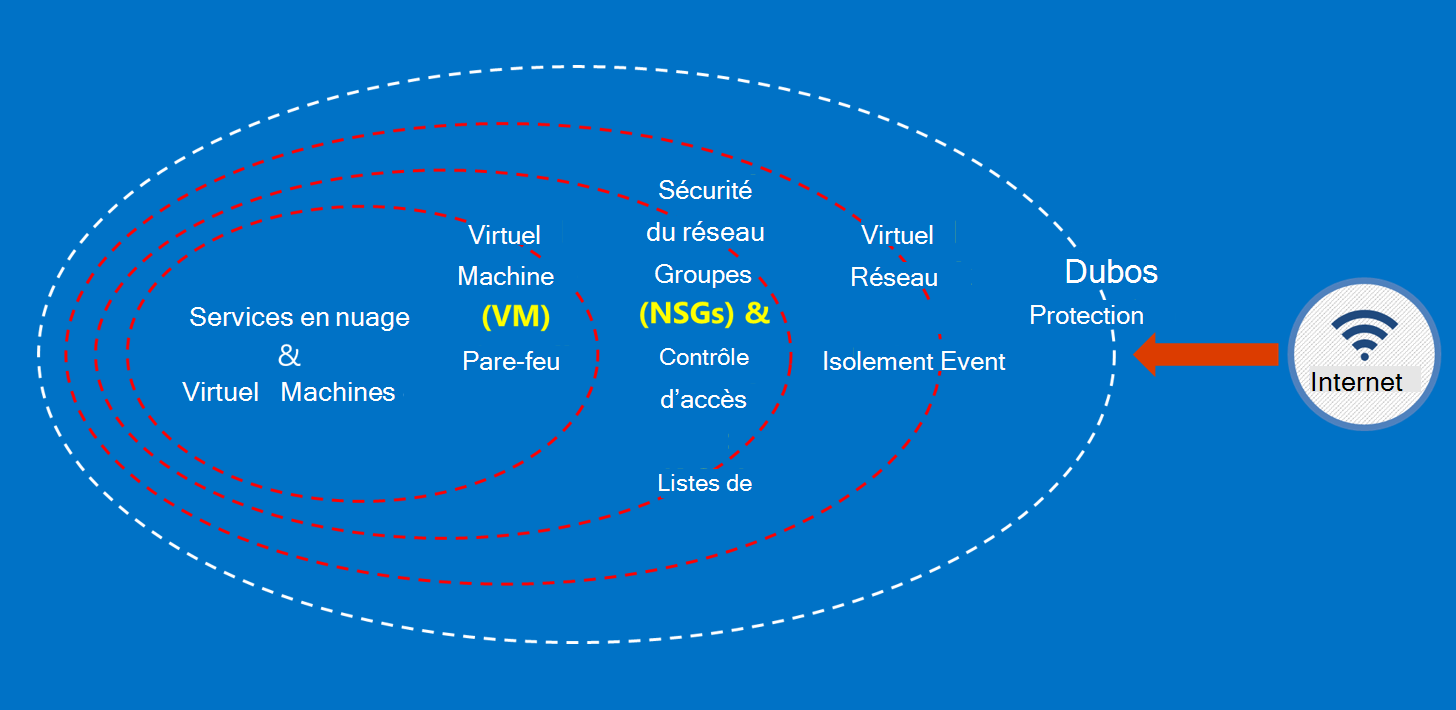 Services en nuage
&
Virtuel Machines
Virtuel
Machine
(VM)
Pare-feu
Sécurité
du réseau
Groupes
(NSGs) &
Contrôle
d’accès
Listes de
Virtuel
Réseau
Isolement Event
Dubos
Protection
Internet